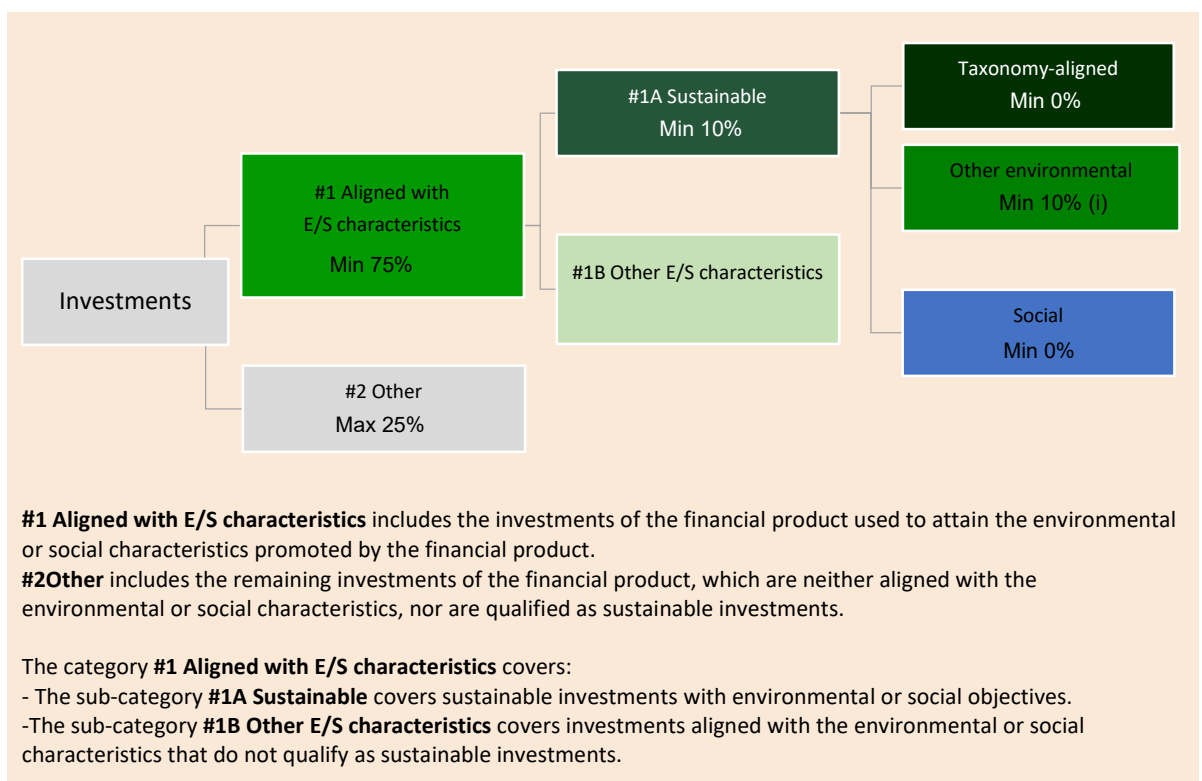 Investments
#1 Aligned with
E/S characteristics
Min 75%
#2 Other
Max 25%
#1A Sustainable
Min 10%
#1B Other E/S characteristics
Taxonomy-aligned
Min 0%
Other environmental
Min 10% (i)
Social
Min 0%
#1 Aligned with E/S characteristics includes the investments of the financial product used to attain the environmental
or social characteristics promoted by the financial product.
#2Other includes the remaining investments of the financial product, which are neither aligned with the
environmental or social characteristics, nor are qualified as sustainable investments.
The category #1 Aligned with E/S characteristics covers:
- The sub-category #1A Sustainable covers sustainable investments with environmental or social objectives.
-The sub-category #1B Other E/S characteristics covers investments aligned with the environmental or social
characteristics that do not qualify as sustainable investments.